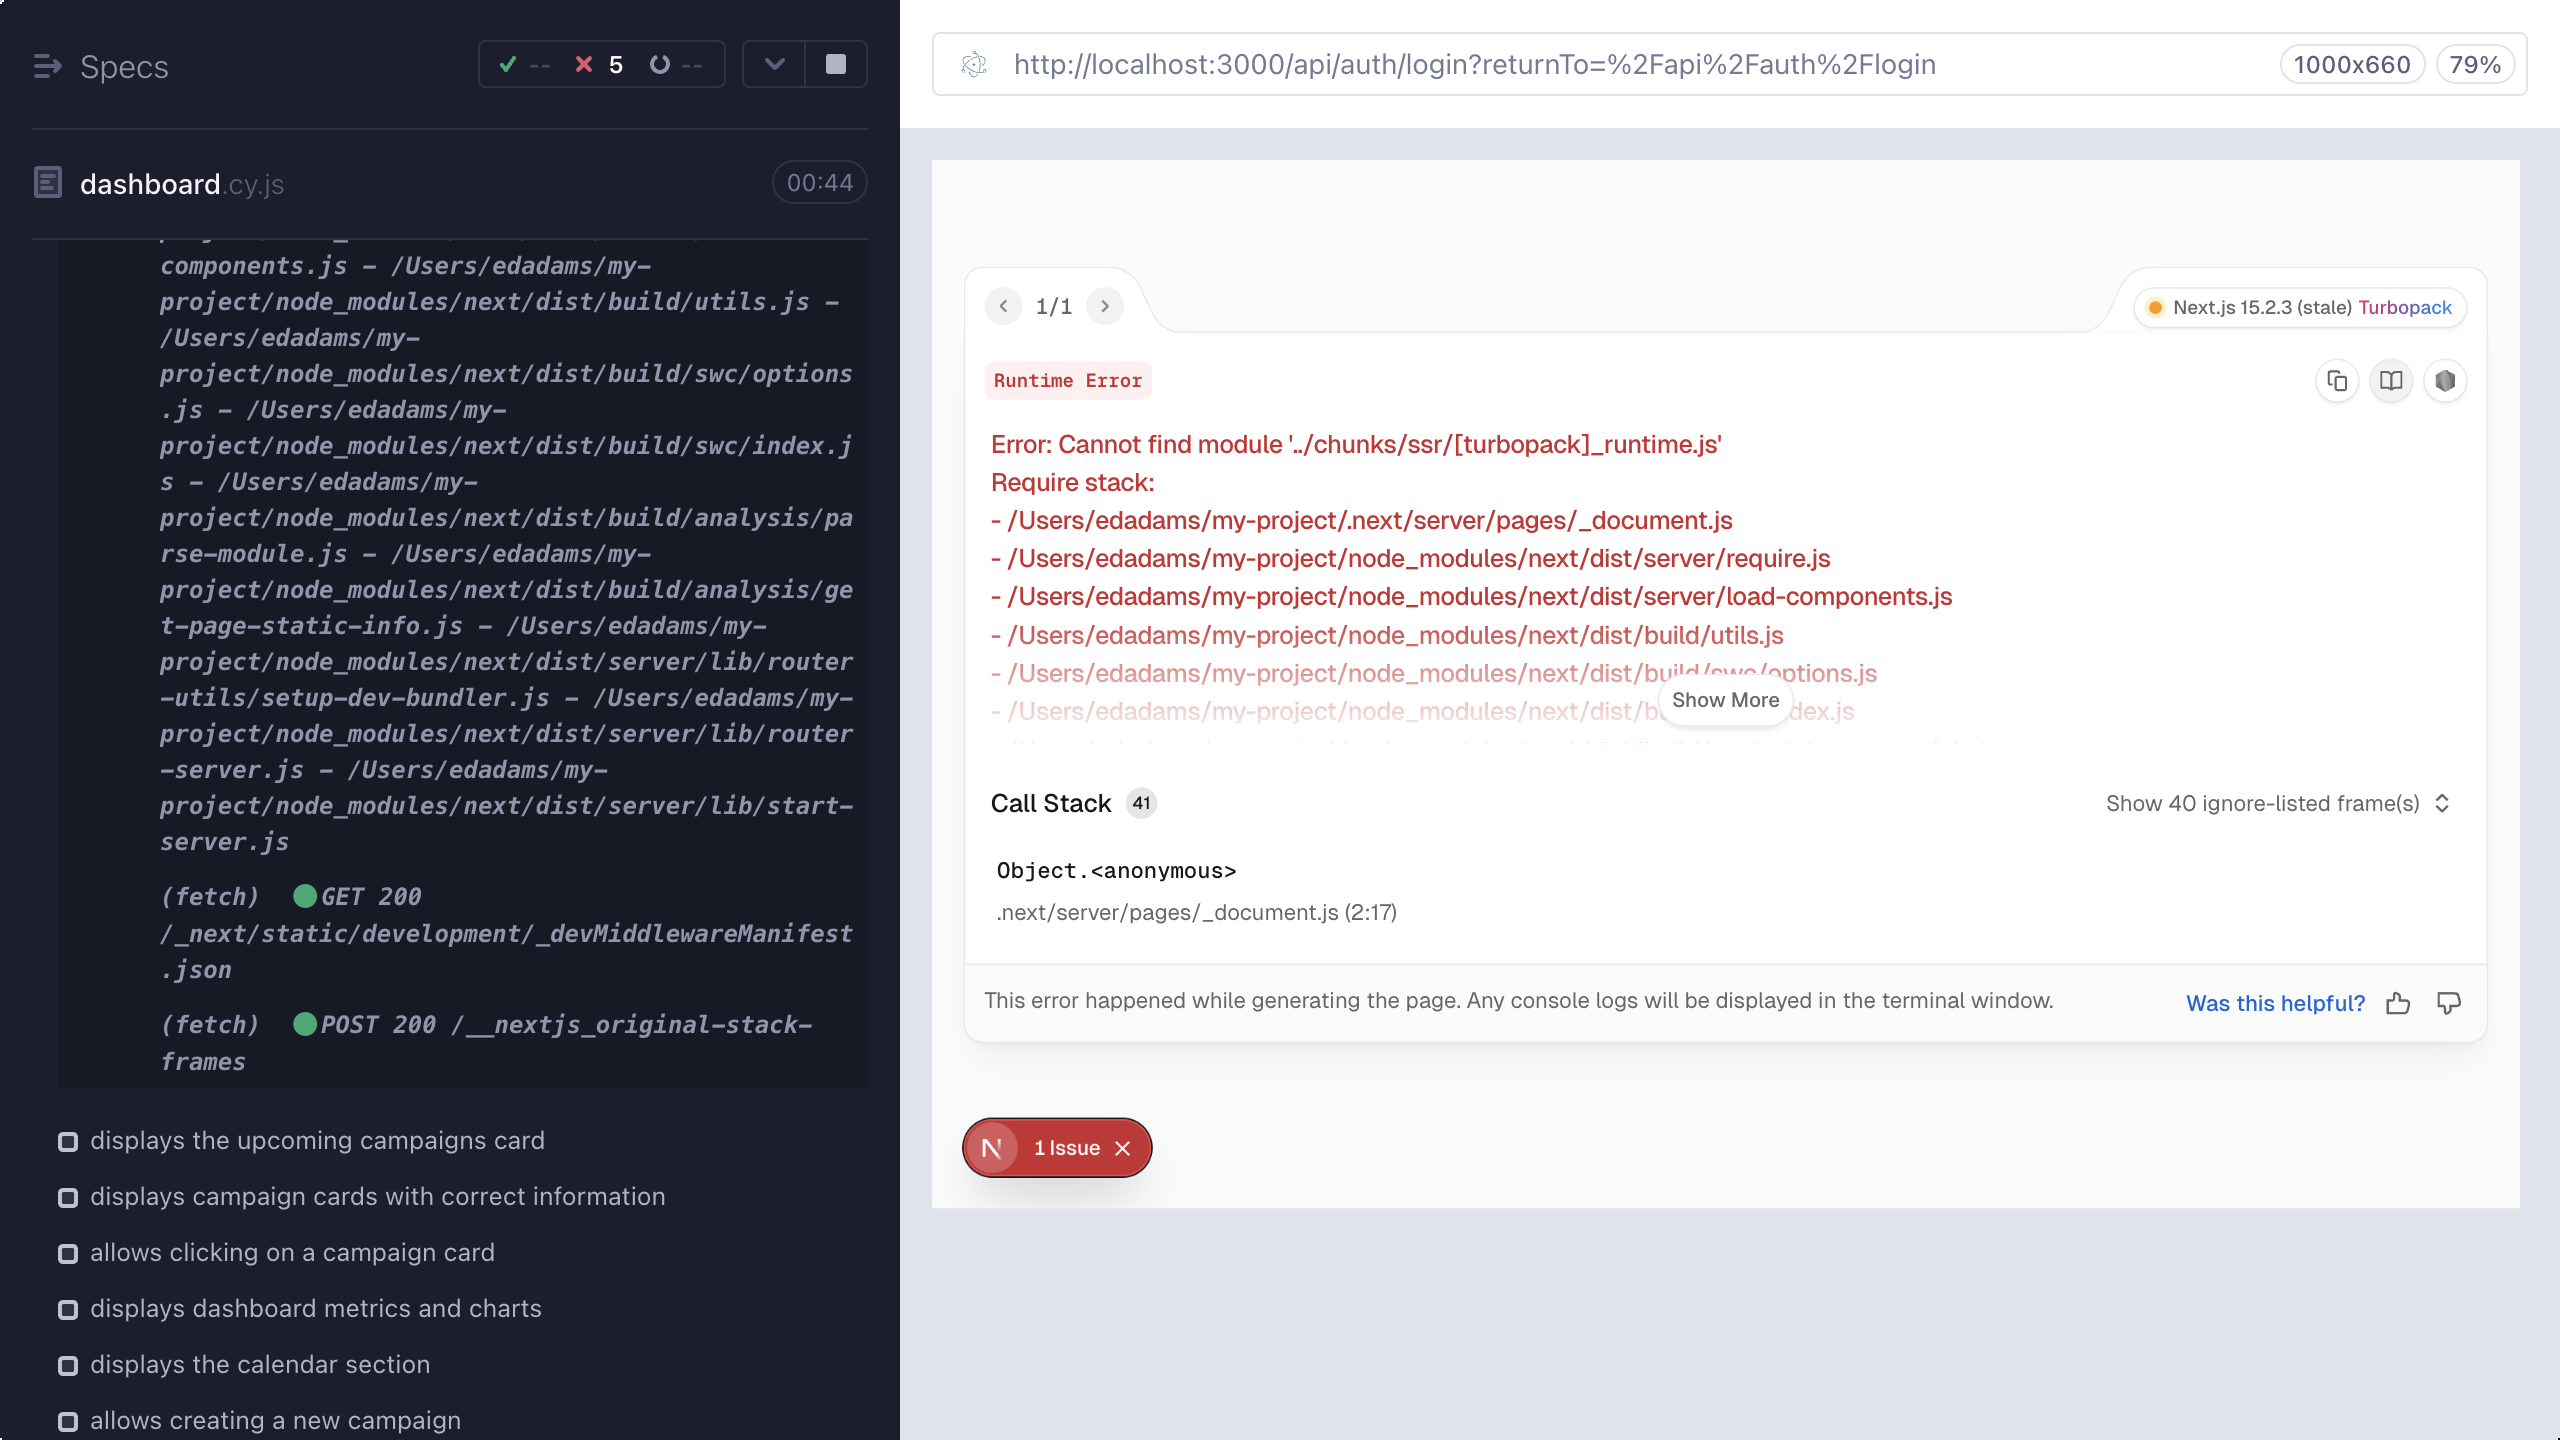 Specs
-- 5 --
dashboard.cy.js
00:44
components.js – /Users/edadams/my-
project/node_modules/next/dist/build/utils.js –
/Users/edadams/my-
project/node_modules/next/dist/build/swc/options
.js – /Users/edadams/my-
project/node_modules/next/dist/build/swc/index.j
s – /Users/edadams/my-
project/node_modules/next/dist/build/analysis/pa
rse-module.js – /Users/edadams/my-
project/node_modules/next/dist/build/analysis/ge
t-page-static-info.js – /Users/edadams/my-
project/node_modules/next/dist/server/lib/router
-utils/setup-dev-bundler.js – /Users/edadams/my-
project/node_modules/next/dist/server/lib/router
-server.js – /Users/edadams/my-
project/node_modules/next/dist/server/lib/start-
server.js
(fetch) GET 200
/_next/static/development/_devMiddlewareManifest
.json
(fetch) POST 200 /__nextjs_original-stack-
frames
displays the upcoming campaigns card
displays campaign cards with correct information
allows clicking on a campaign card
displays dashboard metrics and charts
displays the calendar section
allows creating a new campaign
http://localhost:3000/api/auth/login?returnTo=%2Fapi%2Fauth%2Flogin
1000x660
79%
1/1
Next.js 15.2.3 (stale) Turbopack
Runtime Error
Error: Cannot find module '../chunks/ssr/[turbopack]_runtime.js'
Require stack:
- /Users/edadams/my-project/.next/server/pages/_document.js
- /Users/edadams/my-project/node_modules/next/dist/server/require.js
- /Users/edadams/my-project/node_modules/next/dist/server/load-components.js
- /Users/edadams/my-project/node_modules/next/dist/build/utils.js
- /Users/edadams/my-project/node_modules/next/dist/build/swc/options.js
- /Users/edadams/my-project/node_modules/next/dist/
Show More
Call Stack 41
Show 40 ignore-listed frame(s)
Object.<anonymous>
.next/server/pages/_document.js (2:17)
This error happened while generating the page. Any console logs will be displayed in the terminal window.
Was this helpful?
N 1 Issue